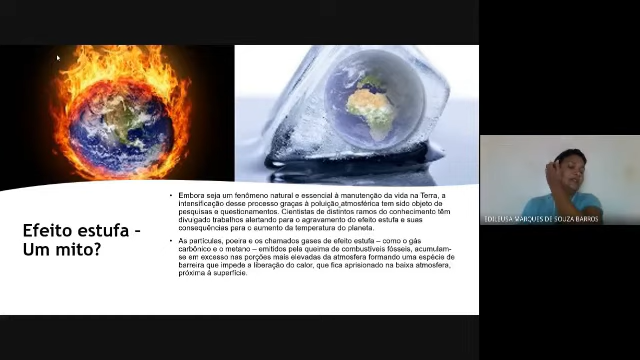 Efeito estufa -
Um mito?
• Embora seja um fenômeno natural e essencial à manutenção da vida na Terra, a
intensificação desse processo graças à poluição atmosférica tem sido objeto de
pesquisas e questionamentos. Cientistas de distintos ramos do conhecimento têm
divulgado trabalhos alertando para o agravamento do efeito estufa e suas
consequências para o aumento da temperatura do planeta.
• As partículas, poeira e os chamados gases de efeito estufa – como o gás
carbônico e o metano – emitidos pela queima de combustíveis fósseis, acumulam-
se em excesso nas porções mais elevadas da atmosfera formando uma espécie de
barreira que impede a liberação do calor, que fica aprisionado na baixa atmosfera,
próxima à superfície.
EDILEUSA MARQUES DE SOUZA BARROS